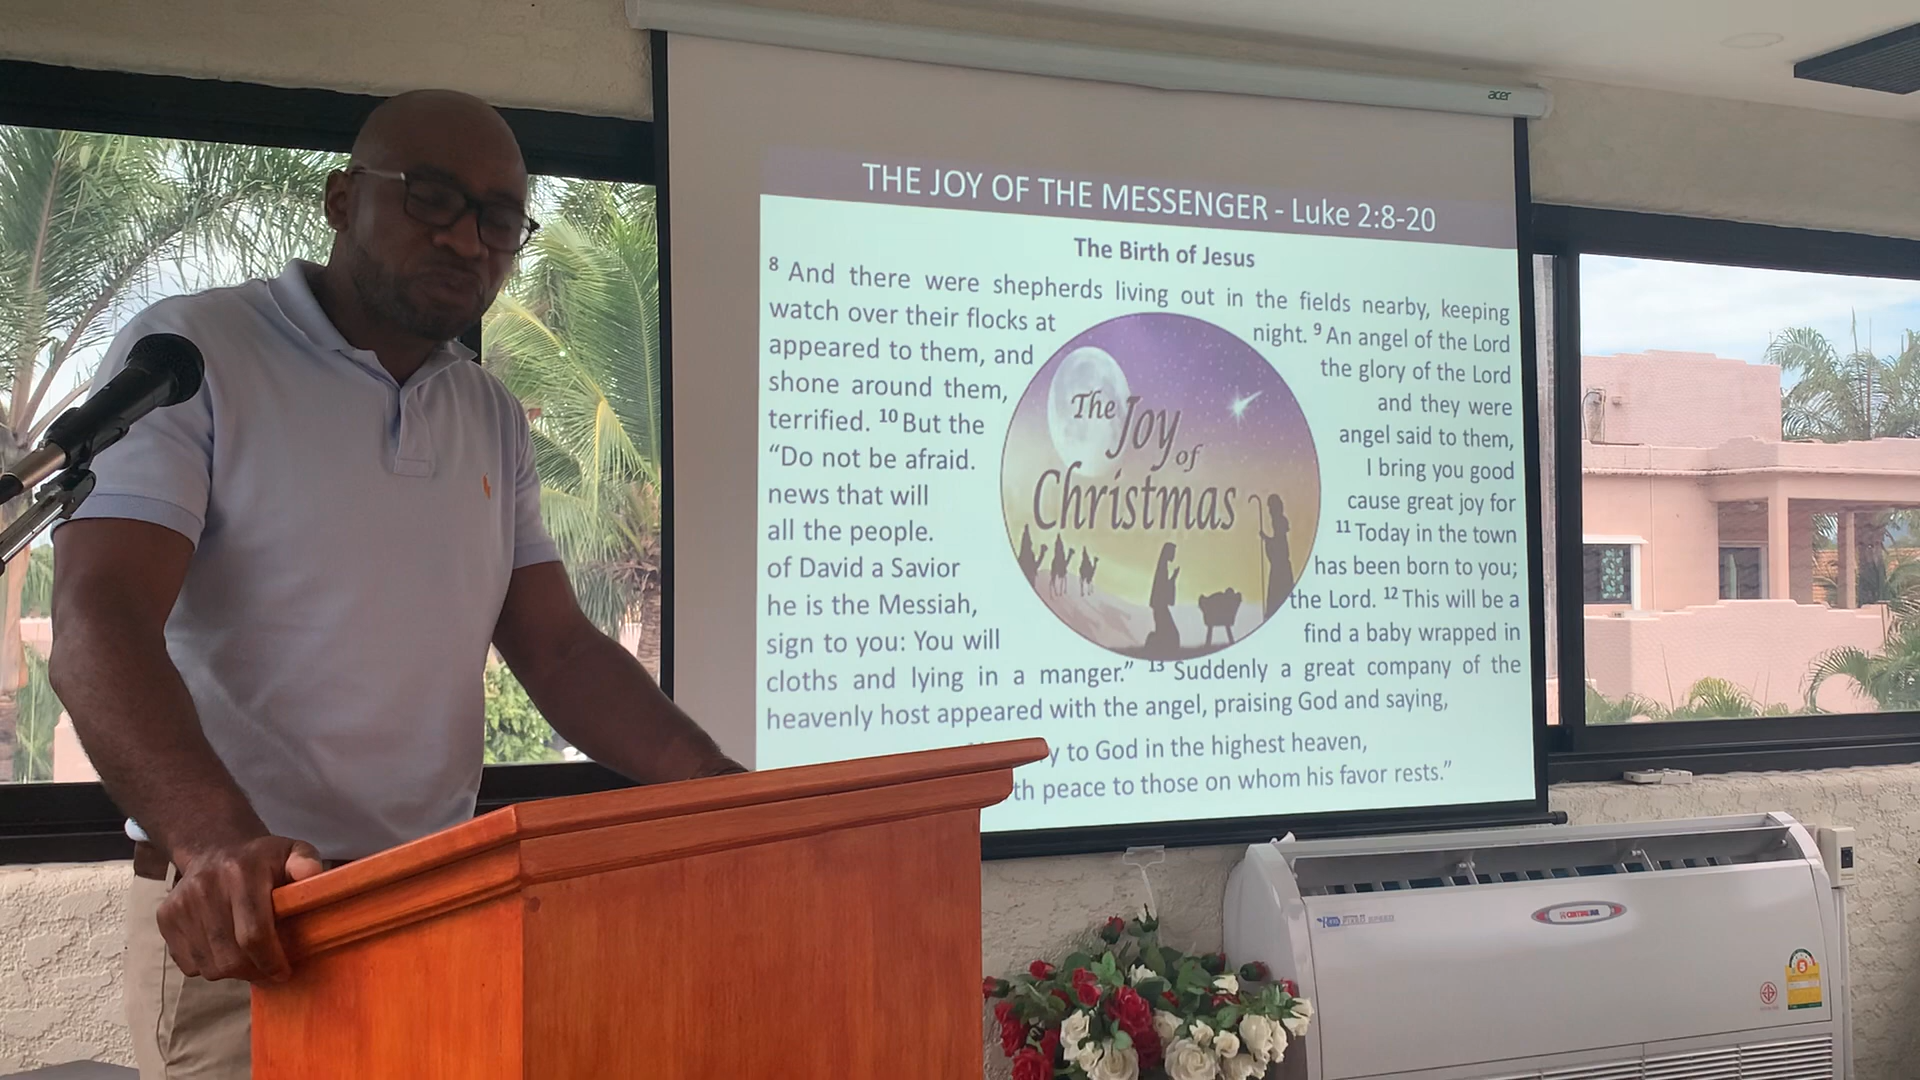 acer
THE JOY OF THE MESSENGER - Luke 2:8-20
The Birth of Jesus
8 And there were shepherds living out in the fields nearby, keeping
watch over their flocks at night. 9 An angel of the Lord
appeared to them, and the glory of the Lord
shone around them, and they were
terrified. 10 But the angel said to them,
“Do not be afraid. I bring you good
news that will cause great joy for
all the people. 11 Today in the town
of David a Savior has been born to you;
he is the Messiah, the Lord. 12 This will be a
sign to you: You will find a baby wrapped in
cloths and lying in a manger.” 13 Suddenly a great company of the
heavenly host appeared with the angel, praising God and saying,
y to God in the highest heaven,
th peace to those on whom his favor rests.”
The Joy of
Christmas
CENTRALAIR
5